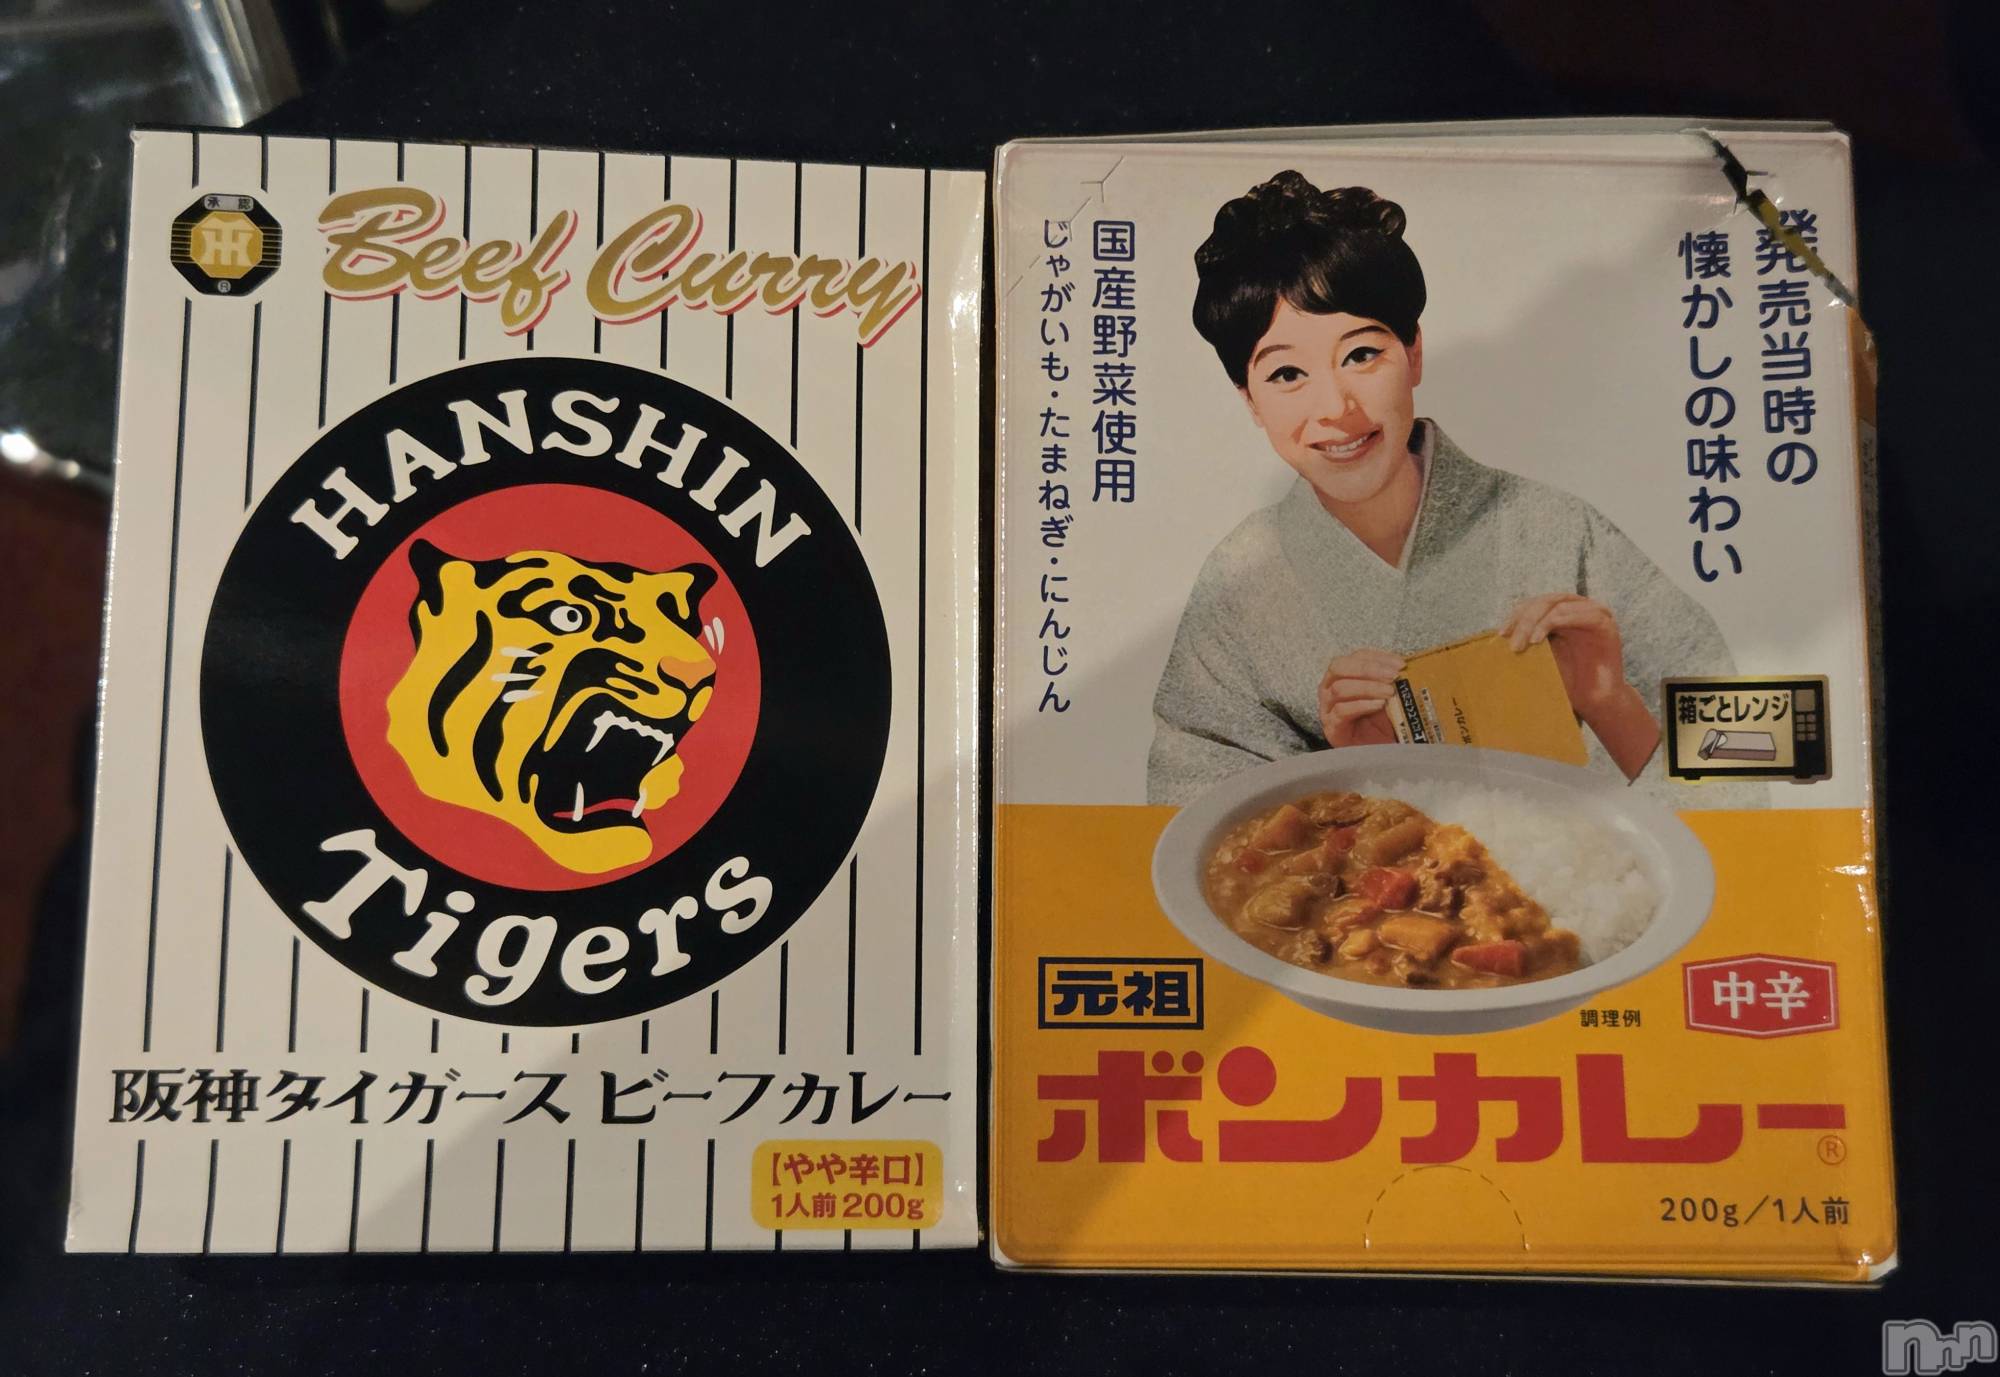 承認
®
Beef Curry
HANSHIN
Tigers
阪神タイガース ビーフカレー
【やや辛口】
1人前 200g
発売当時の
懐かしの味わい
国産野菜使用
じゃがいも・たまねぎ・にんじん
ボンカレー
箱ごとレンジ
元祖
調理例
中辛
ボンカレー®
200g/1人前
nnn